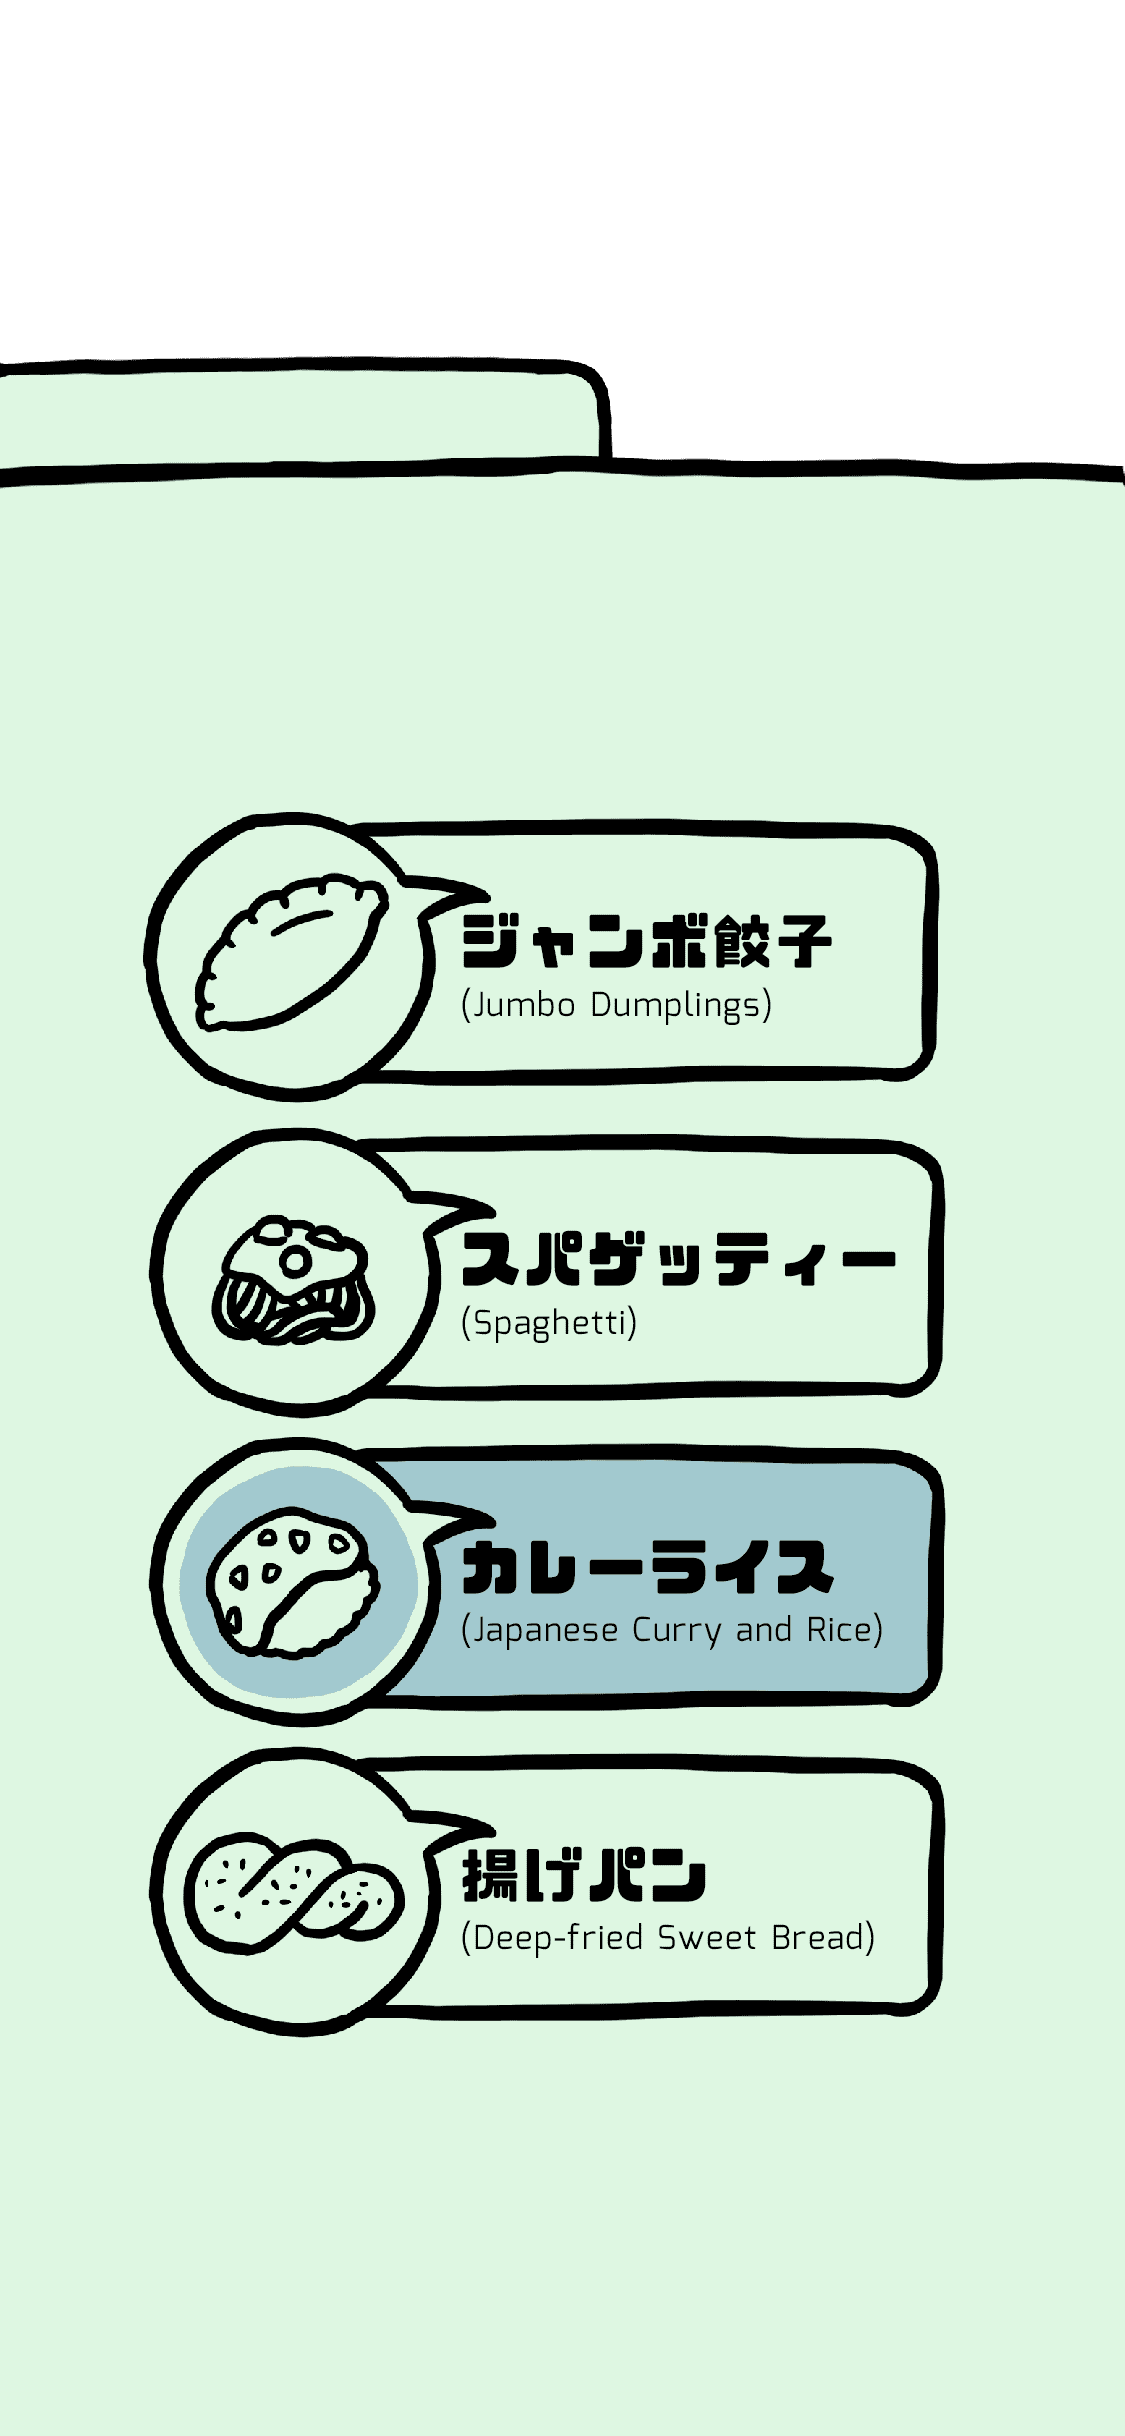 ジャンボ餃子
(Jumbo Dumplings)
スパゲッティー
(Spaghetti)
カレーライス
(Japanese Curry and Rice)
揚げパン
(Deep-fried Sweet Bread)